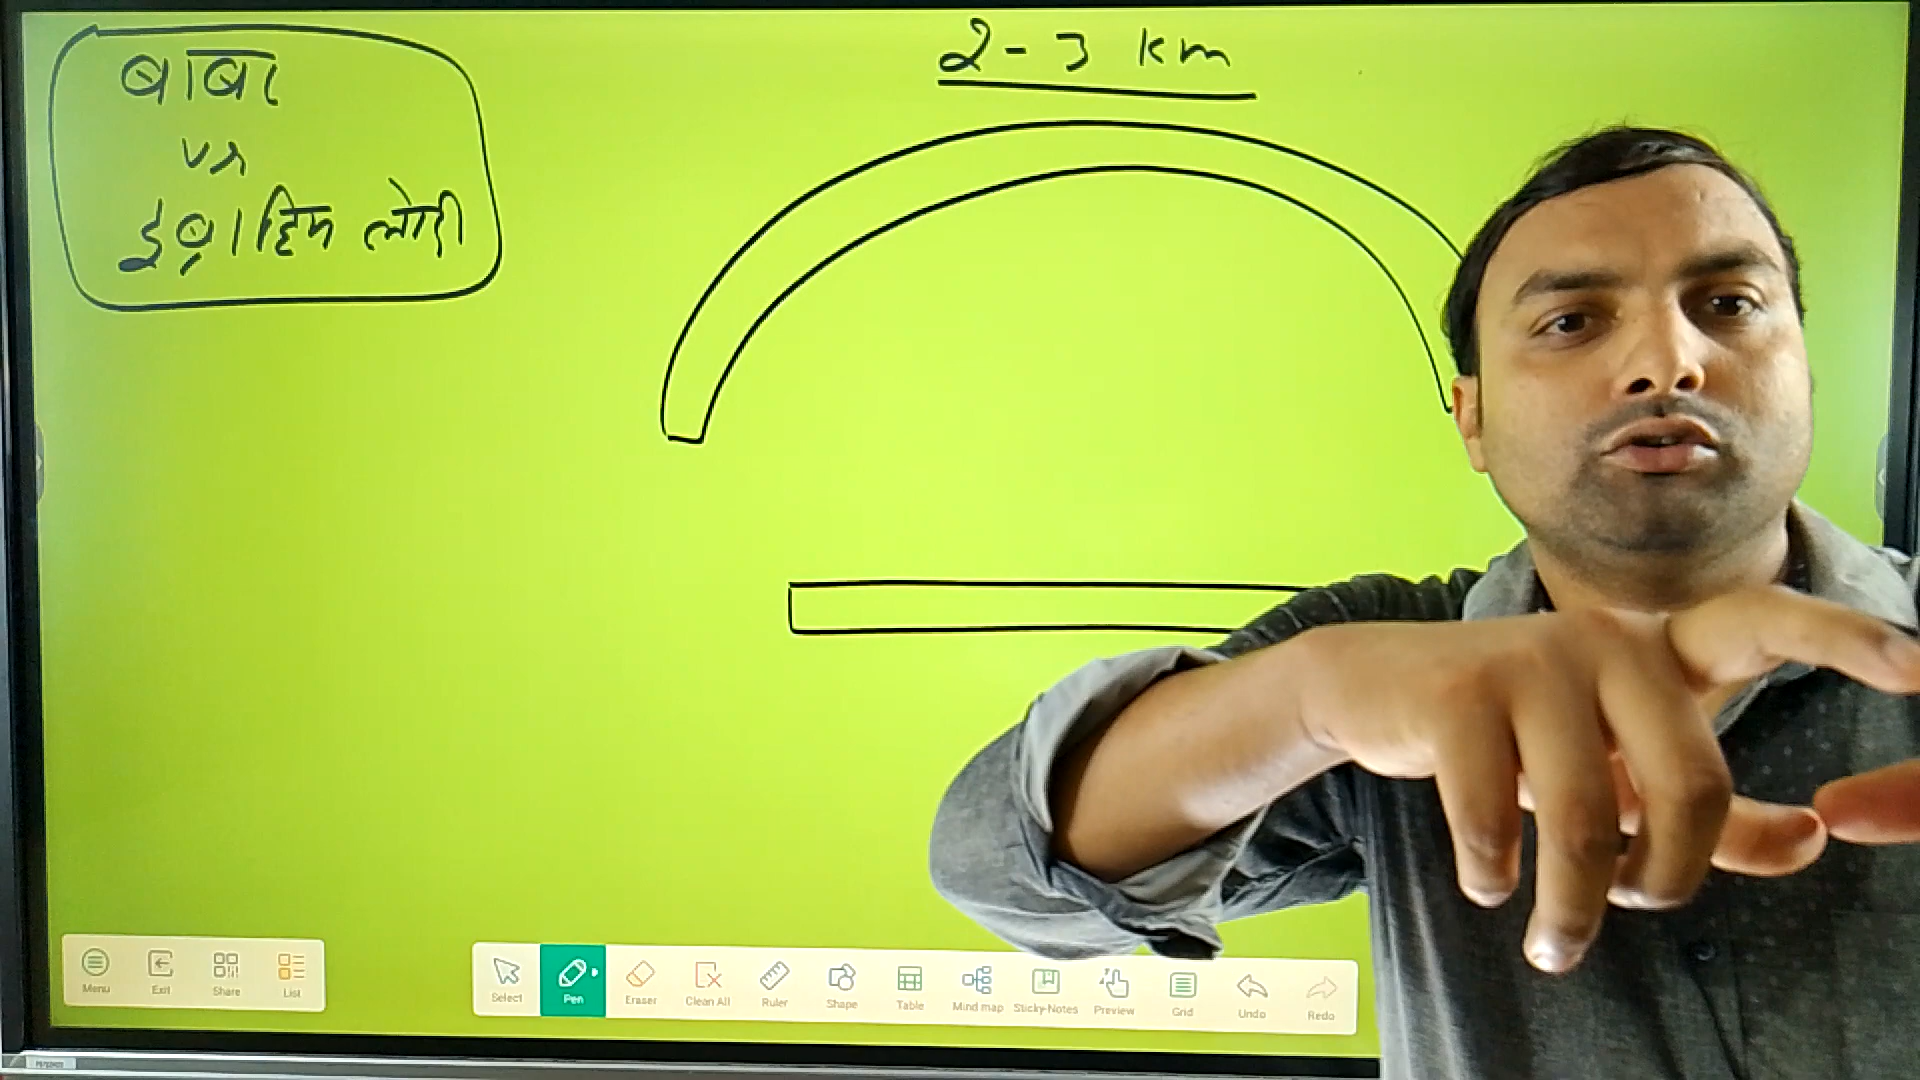 बाबर
vs
इब्राहिम लोदी
2-3 km
Menu
Exit
Share
List
Select
Pen
Eraser
Clean All
Ruler
Shape
Table
Mind map
Sticky-Notes
Preview
Grid
Undo
Redo